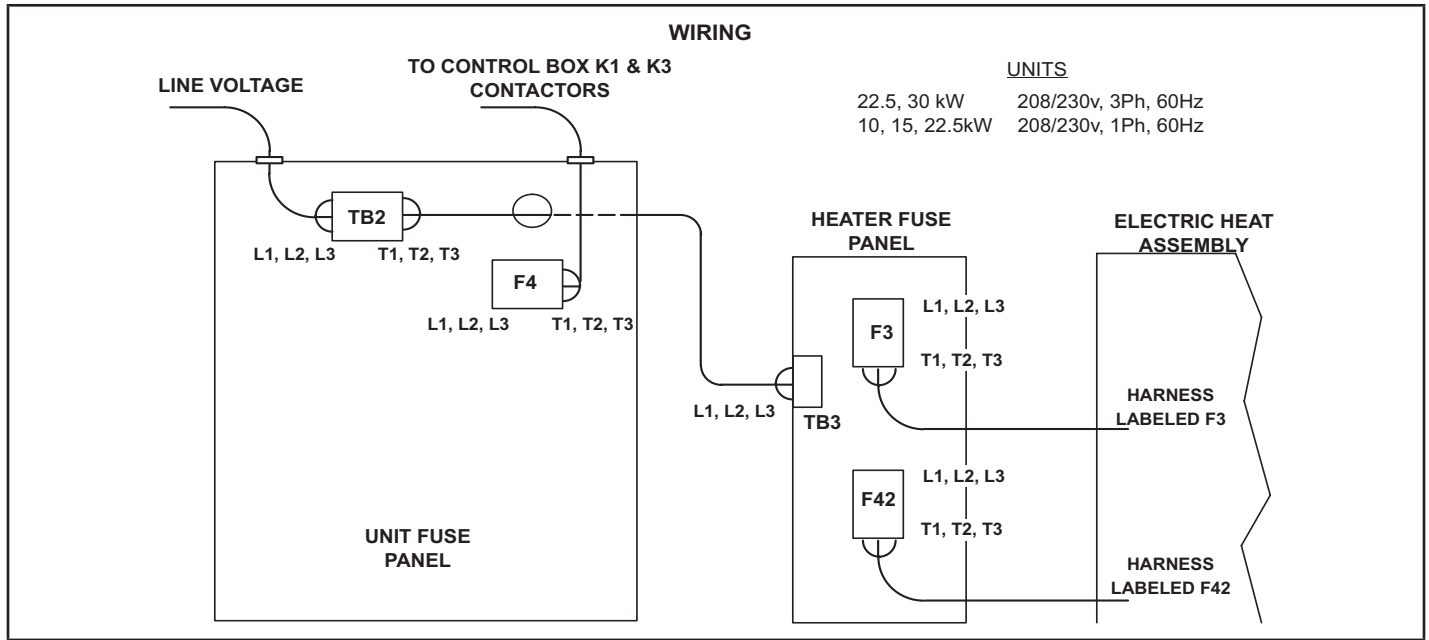 WIRING
LINE VOLTAGE
TO CONTROL BOX K1 & K3
CONTACTORS
UNITS
22.5, 30 kW 208/230v, 3Ph, 60Hz
10, 15, 22.5kW 208/230v, 1Ph, 60Hz
TB2
L1, L2, L3
T1, T2, T3
F4
L1, L2, L3
T1, T2, T3
UNIT FUSE
PANEL
HEATER FUSE
PANEL
L1, L2, L3
F3
T1, T2, T3
L1, L2, L3
TB3
L1, L2, L3
F42
T1, T2, T3
ELECTRIC HEAT
ASSEMBLY
HARNESS
LABELED F3
HARNESS
LABELED F42